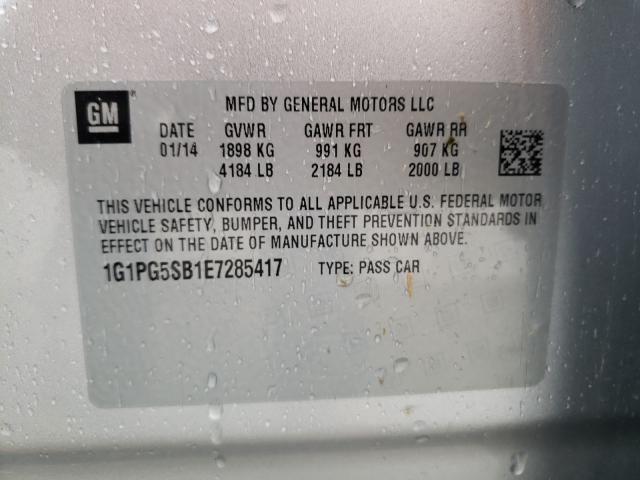 GM
MFD BY GENERAL MOTORS LLC
DATE GVWR GAWR FRT GAWR RR
01/14 1898 KG 991 KG 907 KG
4184 LB 2184 LB 2000 LB
THIS VEHICLE CONFORMS TO ALL APPLICABLE U.S. FEDERAL MOTOR
VEHICLE SAFETY, BUMPER, AND THEFT PREVENTION STANDARDS IN
EFFECT ON THE DATE OF MANUFACTURE SHOWN ABOVE.
1G1PG5SB1E7285417 TYPE: PASS CAR